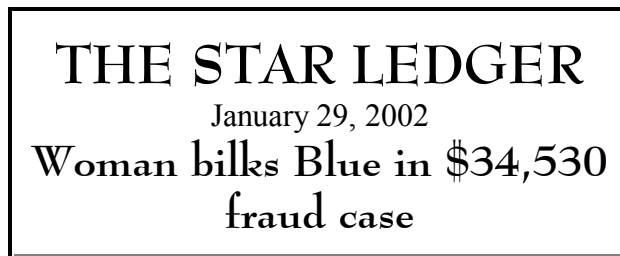 THE STAR LEDGER
January 29, 2002
Woman bilks Blue in $34,530
fraud case